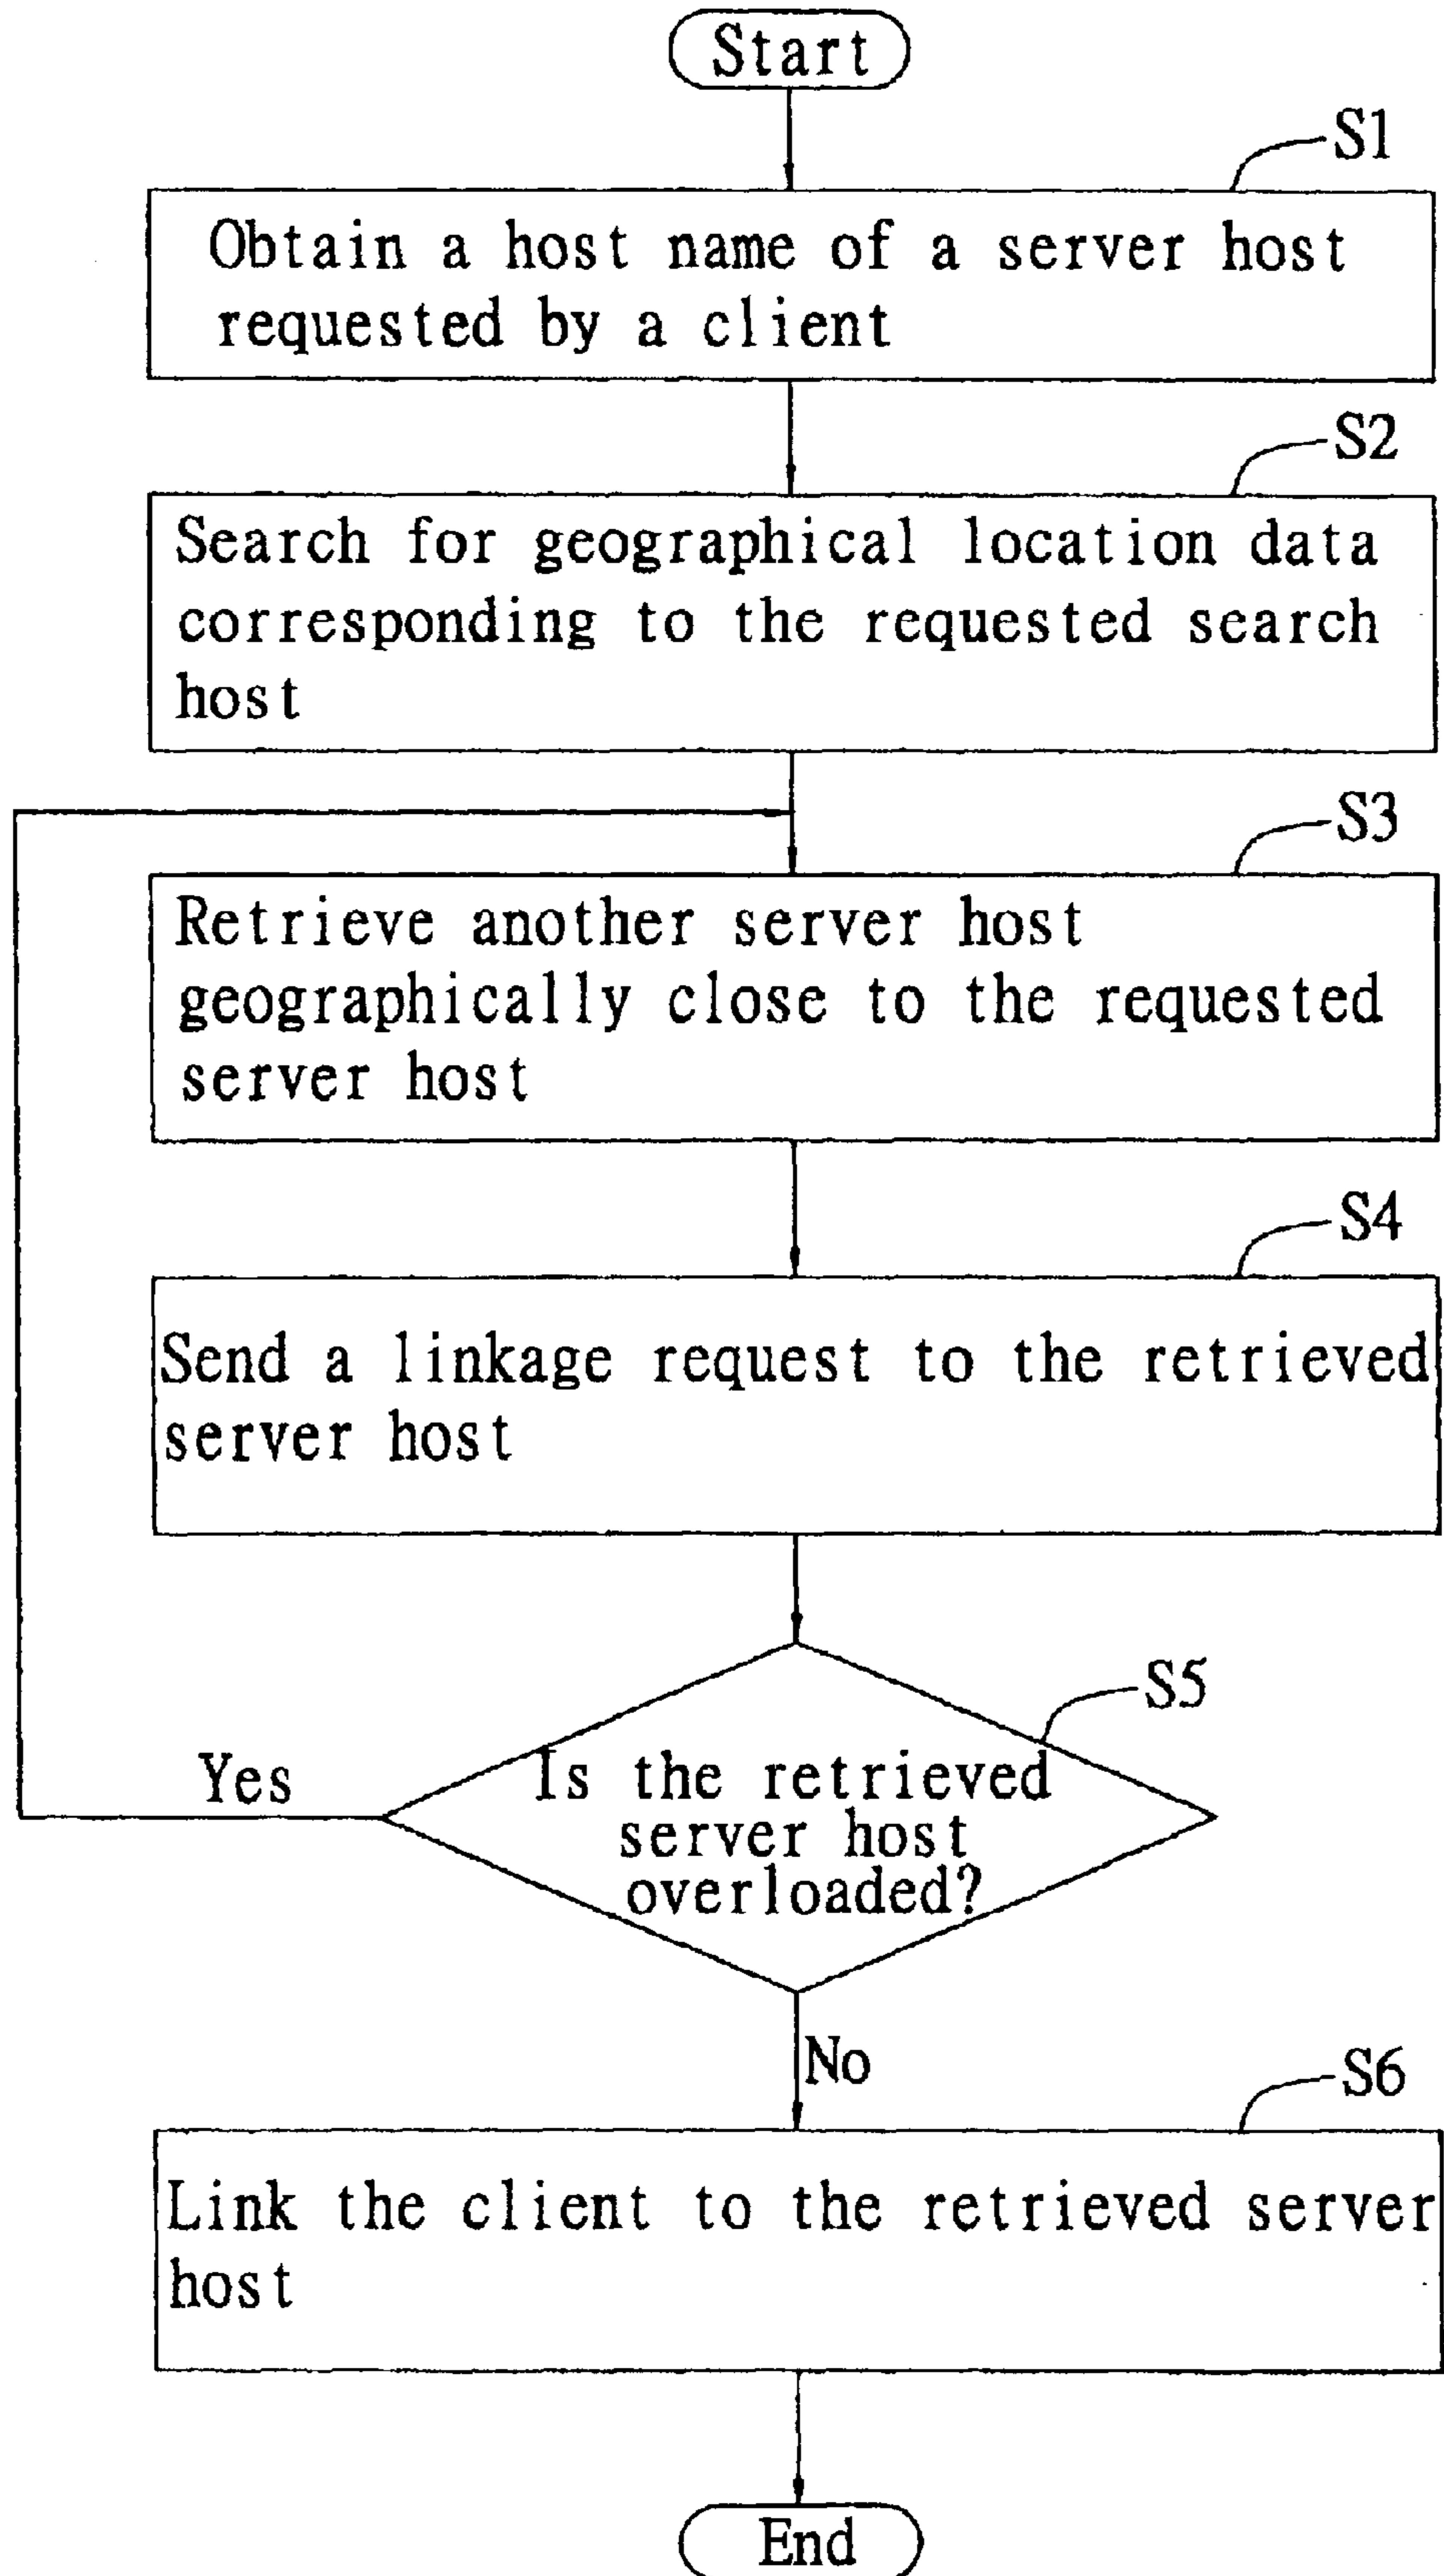 Start
S1
Obtain a host name of a server host
requested by a client
S2
Search for geographical location data
corresponding to the requested search
host
S3
Retrieve another server host
geographically close to the requested
server host
S4
Send a linkage request to the retrieved
server host
S5
Yes
Is the retrieved
server host
overloaded?
No
S6
Link the client to the retrieved server
host
End